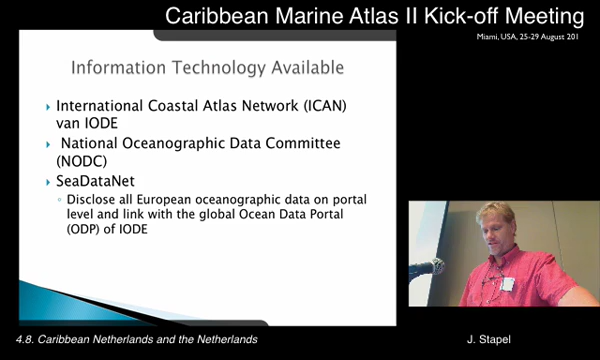 Caribbean Marine Atlas II Kick-off Meeting
Miami, USA, 25-29 August 201
Information Technology Available
International Coastal Atlas Network (ICAN)
van IODE
National Oceanographic Data Committee
(NODC)
SeaDataNet
Disclose all European oceanographic data on portal
level and link with the global Ocean Data Portal
(ODP) of IODE
4.8. Caribbean Netherlands and the Netherlands
J. Stapel